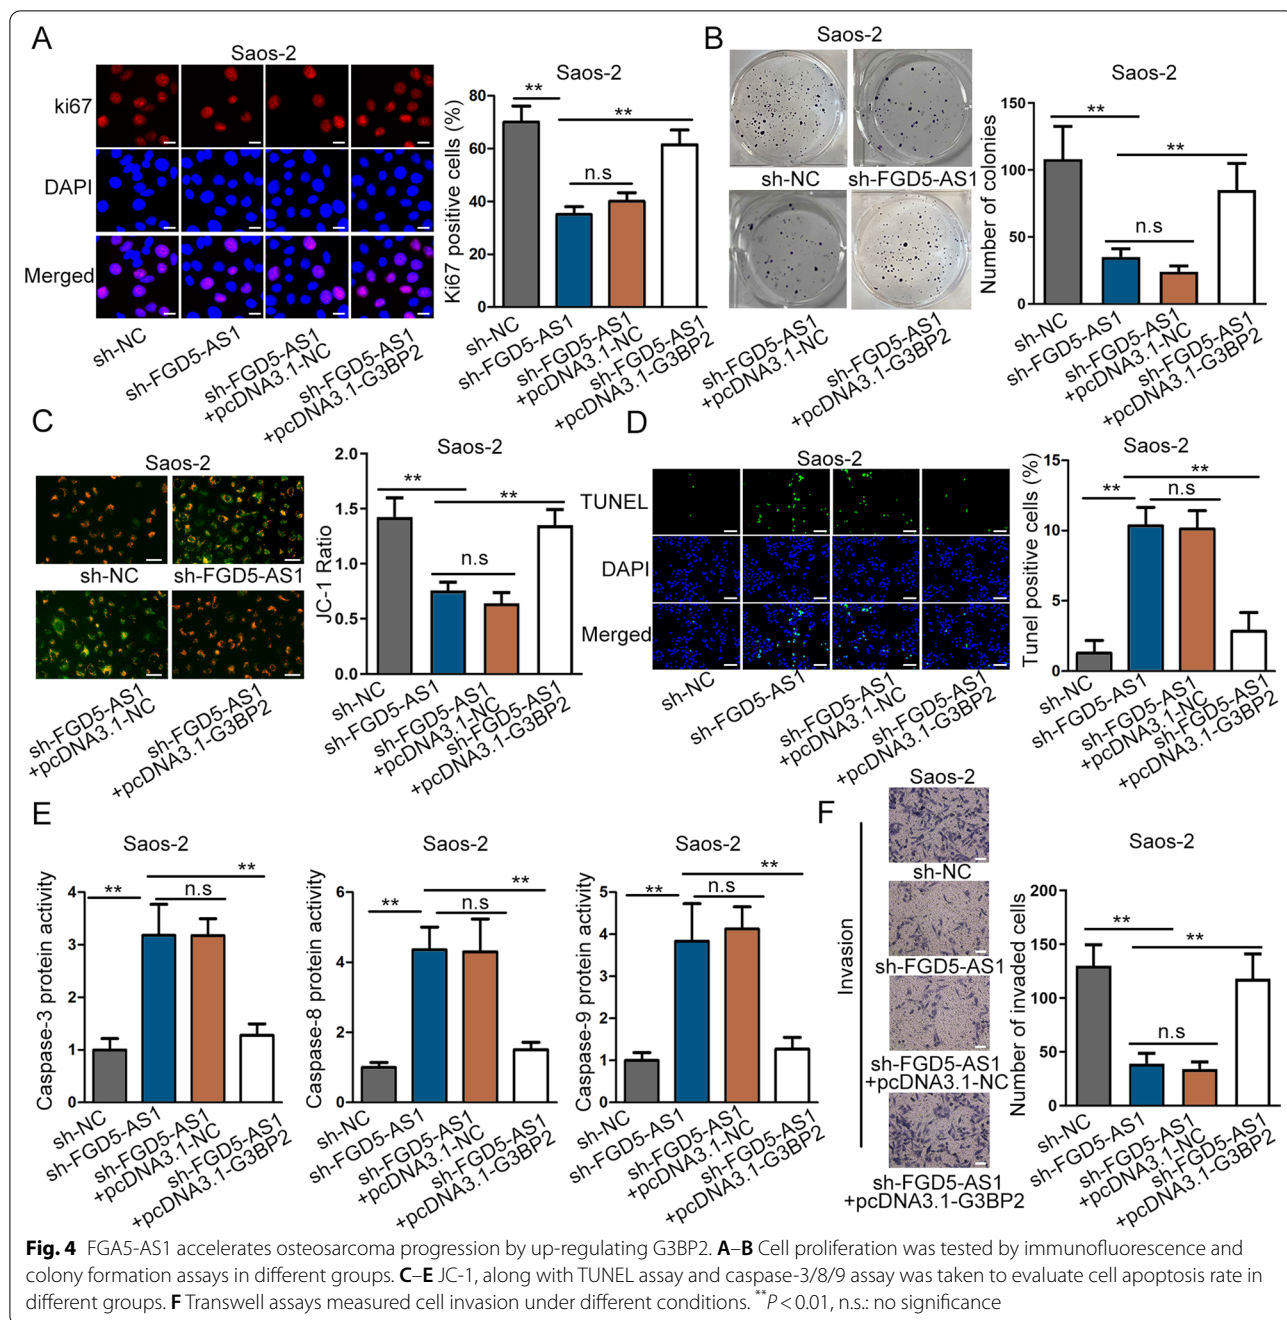 A
Saos-2
ki67
DAPI
Merged
sh-NC
sh-FGD5-AS1
sh-FGD5-AS1
+pcDNA3.1-NC
sh-FGD5-AS1
+pcDNA3.1-G3BP2
Saos-2
Ki67 positive cells (%)
80
60
40
20
0
**
**
n.s
sh-NC
sh-FGD5-AS1
sh-FGD5-AS1
+pcDNA3.1-NC
sh-FGD5-AS1
+pcDNA3.1-G3BP2
B
Saos-2
sh-NC
sh-FGD5-AS1
sh-FGD5-AS1
+pcDNA3.1-NC
sh-FGD5-AS1
+pcDNA3.1-G3BP2
Saos-2
Number of colonies
150
100
50
0
**
**
n.s
sh-NC
sh-FGD5-AS1
sh-FGD5-AS1
+pcDNA3.1-NC
sh-FGD5-AS1
+pcDNA3.1-G3BP2
C
Saos-2
sh-NC
sh-FGD5-AS1
sh-FGD5-AS1
+pcDNA3.1-NC
sh-FGD5-AS1
+pcDNA3.1-G3BP2
Saos-2
JC-1 Ratio
2.0
1.5
1.0
0.5
0.0
**
**
n.s
sh-NC
sh-FGD5-AS1
sh-FGD5-AS1
+pcDNA3.1-NC
sh-FGD5-AS1
+pcDNA3.1-G3BP2
D
Saos-2
TUNEL
DAPI
Merged
sh-NC
sh-FGD5-AS1
sh-FGD5-AS1
+pcDNA3.1-NC
sh-FGD5-AS1
+pcDNA3.1-G3BP2
Saos-2
Tunel positive cells (%)
15
10
5
0
**
**
n.s
sh-NC
sh-FGD5-AS1
sh-FGD5-AS1
+pcDNA3.1-NC
sh-FGD5-AS1
+pcDNA3.1-G3BP2
E
Saos-2
Caspase-3 protein activity
4
3
2
1
0
**
**
n.s
sh-NC
sh-FGD5-AS1
sh-FGD5-AS1
+pcDNA3.1-NC
sh-FGD5-AS1
+pcDNA3.1-G3BP2
Saos-2
Caspase-8 protein activity
6
4
2
0
**
**
n.s
sh-NC
sh-FGD5-AS1
sh-FGD5-AS1
+pcDNA3.1-NC
sh-FGD5-AS1
+pcDNA3.1-G3BP2
Saos-2
Caspase-9 protein activity
5
4
3
2
1
0
**
**
n.s
sh-NC
sh-FGD5-AS1
sh-FGD5-AS1
+pcDNA3.1-NC
sh-FGD5-AS1
+pcDNA3.1-G3BP2
F
Saos-2
Invasion
sh-NC
sh-FGD5-AS1
sh-FGD5-AS1
+pcDNA3.1-NC
sh-FGD5-AS1
+pcDNA3.1-G3BP2
Saos-2
Number of invaded cells
200
150
100
50
0
**
**
n.s
sh-NC
sh-FGD5-AS1
sh-FGD5-AS1
+pcDNA3.1-NC
sh-FGD5-AS1
+pcDNA3.1-G3BP2
Fig. 4 FGA5-AS1 accelerates osteosarcoma progression by up-regulating G3BP2. A–B Cell proliferation was tested by immunofluorescence and
colony formation assays in different groups. C–E JC-1, along with TUNEL assay and caspase-3/8/9 assay was taken to evaluate cell apoptosis rate in
different groups. F Transwell assays measured cell invasion under different conditions. **P < 0.01, n.s.: no significance